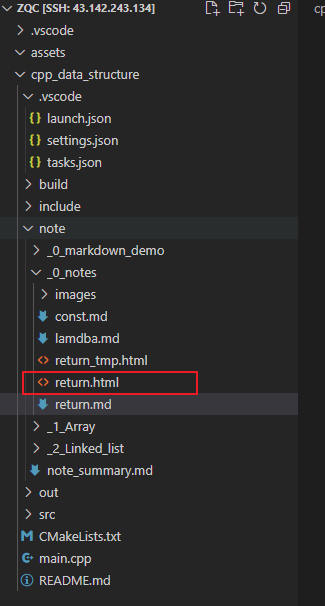 ZQC [SSH: 43.142.243.134]
.vscode
assets
cpp_data_structure
.vscode
launch.json
settings.json
tasks.json
build
include
note
_0_markdown_demo
_0_notes
images
const.md
lamdba.md
return_tmp.html
return.html
return.md
_1_Array
_2_Linked_list
note_summary.md
out
src
CMakeLists.txt
main.cpp
README.md